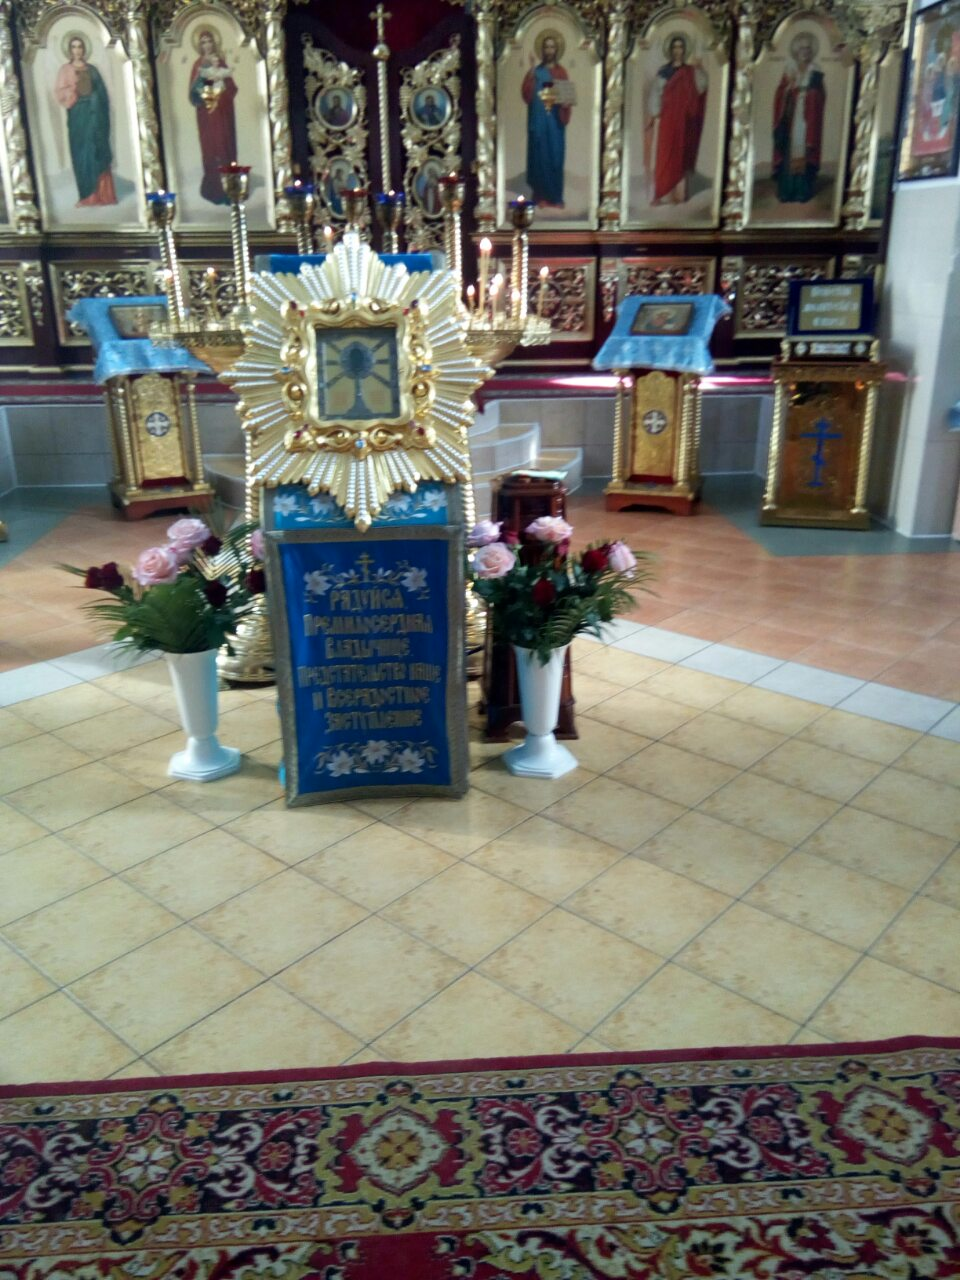 Радуйся
Премилосердная
Владычице
Предстательство наше
и Всерадостное
Заступление